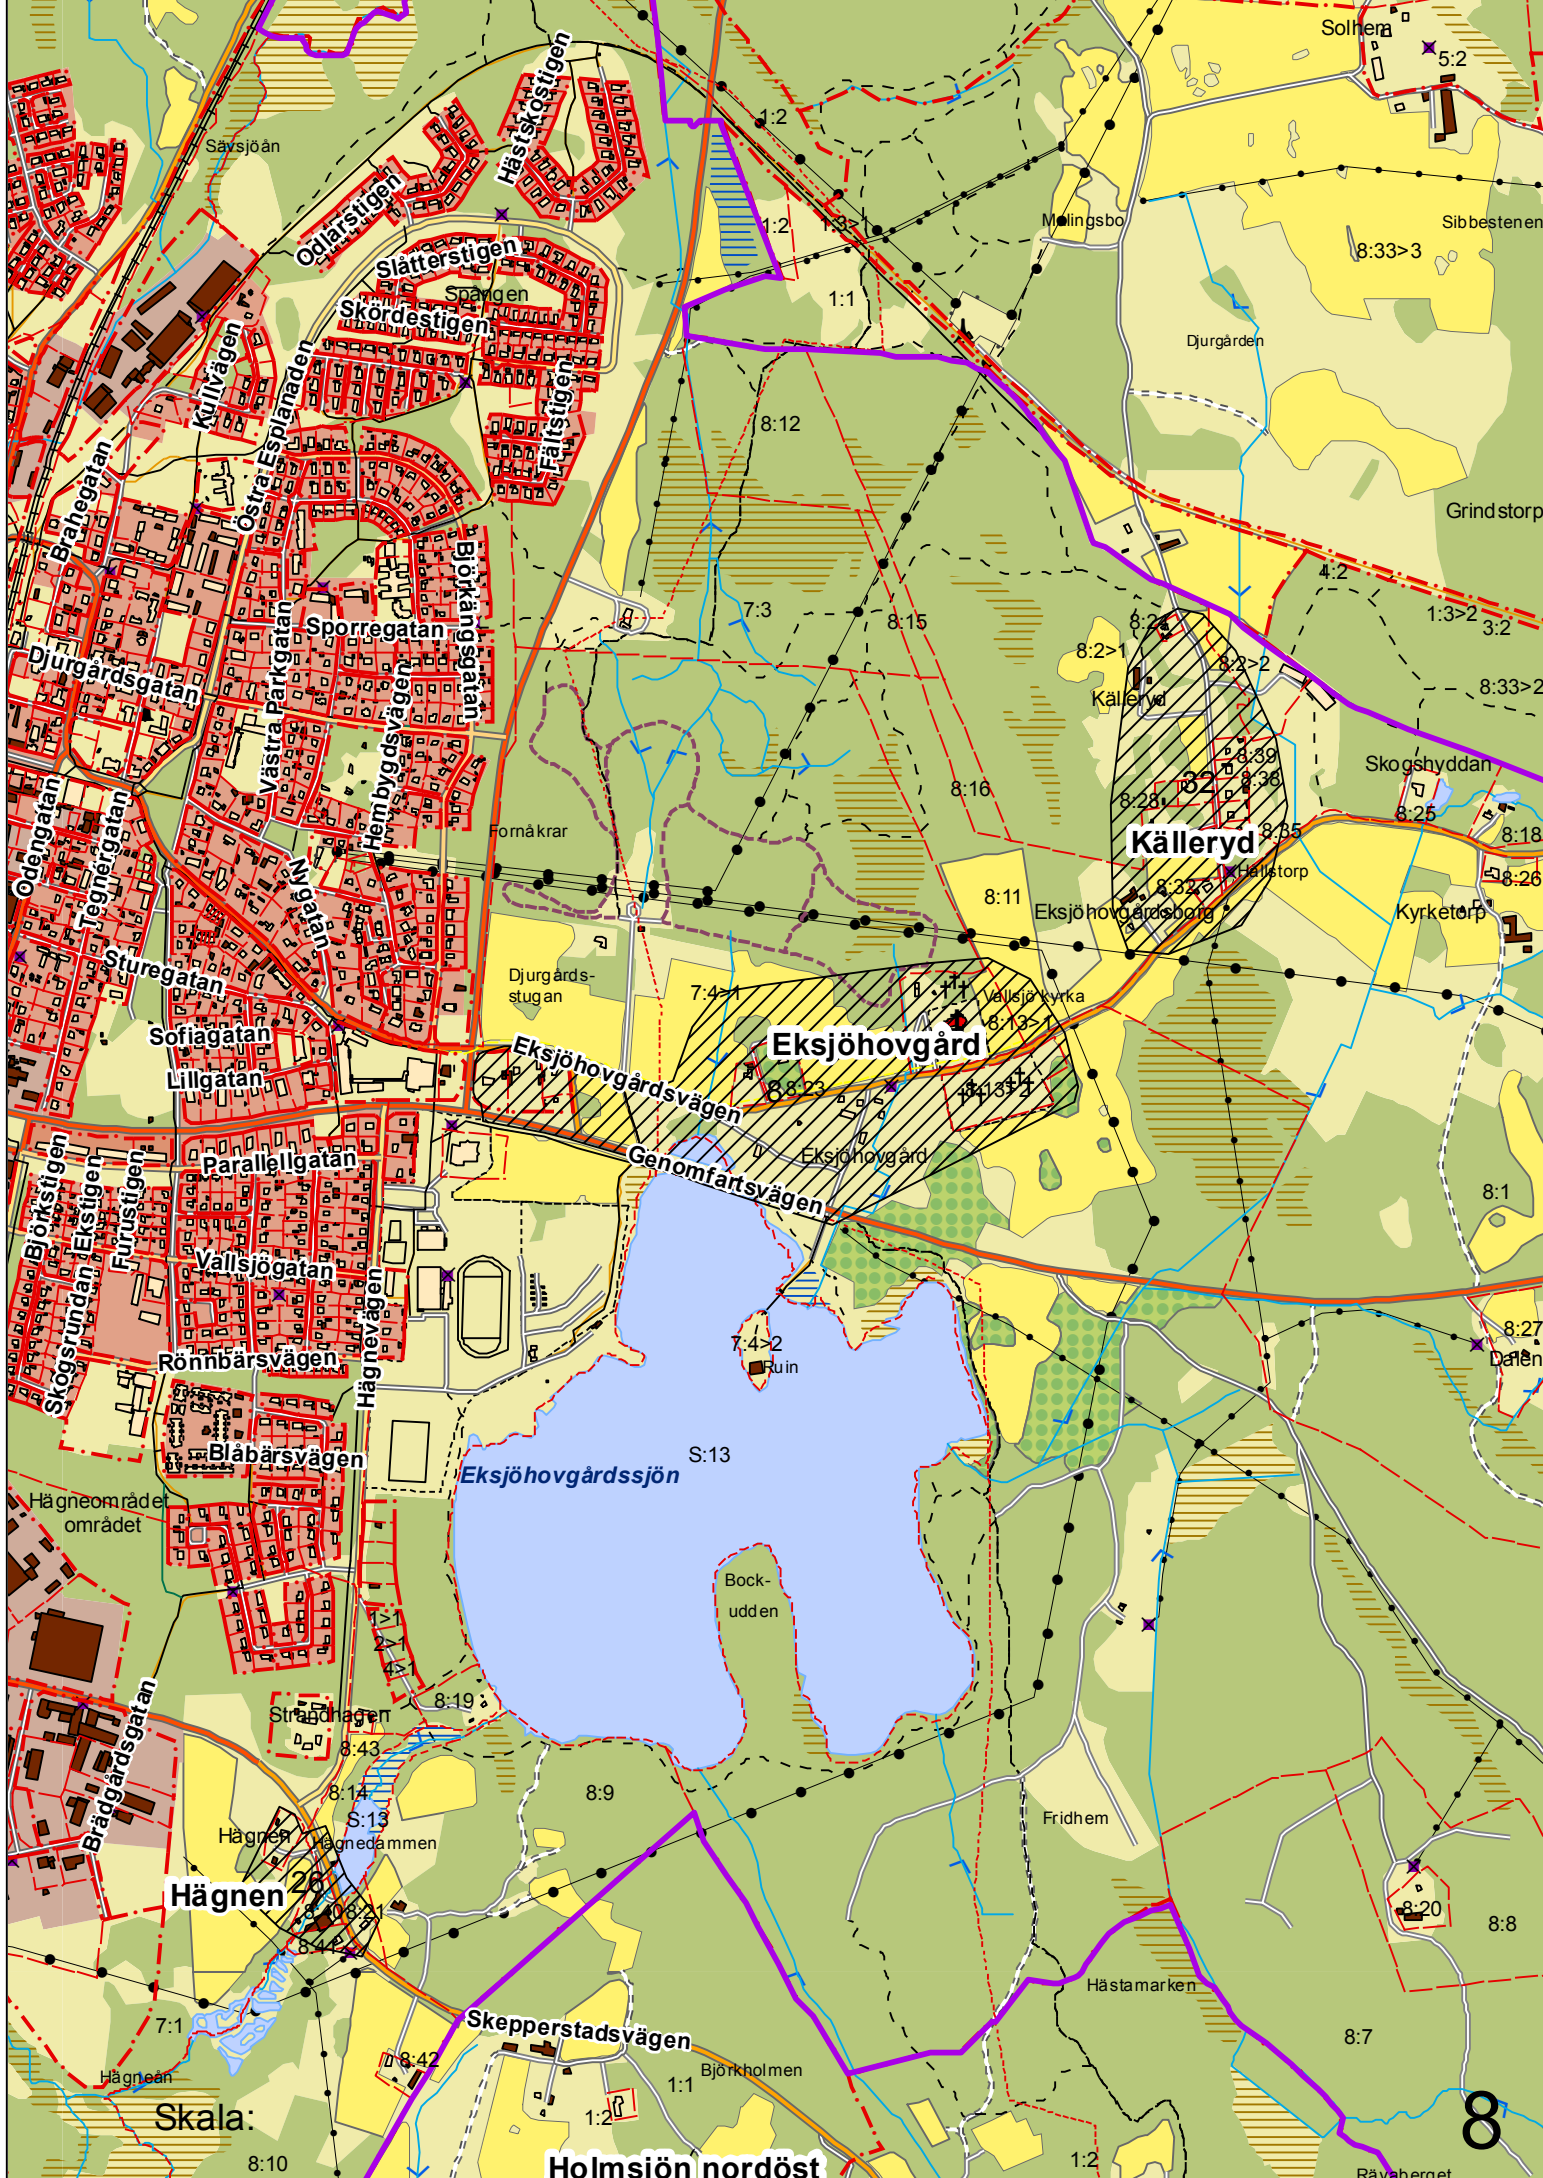 Solhem
5:2
Hästskostigen
1:2
Sävsjöån
Odlarstigen
1:2
1:3>
Målingsbo
Sibbestenen
Slåtterstigen
8:33>3
Spången
1:1
Skördestigen
Djurgården
Kullvägen
Östra Esplanaden
Fältstigen
8:12
Brahegatan
Grindstorp
Björkängsgatan
4:2
7:3
8:15
1:3>2
3:2
Sporregatan
Västra Parkgatan
8:2>1
8:2>2
Djurgårdsgatan
Hembygdsvägen
Källeryd
8:33>2
8:39
Skogshyddan
8:38
32
8:16
8:28
8:25
Odengatan
Tegnérgatan
Fornåkrar
8:35
8:18
Källeryd
Nygatan
Hallstorp
8:26
8:11
8:32
Eksjöhovgårdsborg
Kyrketorp
Sturegatan
Djurgårds-
stugan
7:4>1
Vallsjö kyrka
8:13>1
Sofiagatan
Eksjöhovgård
Eksjöhovgårdsvägen
Lillgatan
8
8:23
8:13>2
Björkstigen
Ekstigen
Furustigen
Parallellgatan
Genomfartsvägen
Eksjöhovgård
8:1
Vallsjögatan
Skogsrundan
Hägnevägen
8:27
7:4>2
Dalen
Rönnbärsvägen
Ruin
Blåbärsvägen
S:13
Eksjöhovgårdssjön
Hägneområdet
området
Bock-
udden
1>1
2>1
4>1
8:19
Strandhagen
8:43
Brädgårdsgatan
8:14
8:9
S:13
Fridhem
Hägnen
Hägnedammen
26
Hägnen
8:21
8:20
8:8
8:41
Hästamarken
7:1
Skepperstadsvägen
8:7
8:42
Björkholmen
Hägneån
1:1
Skala:
1:2
8
8:10
Holmsjön nordöst
1:2
Rävaberget